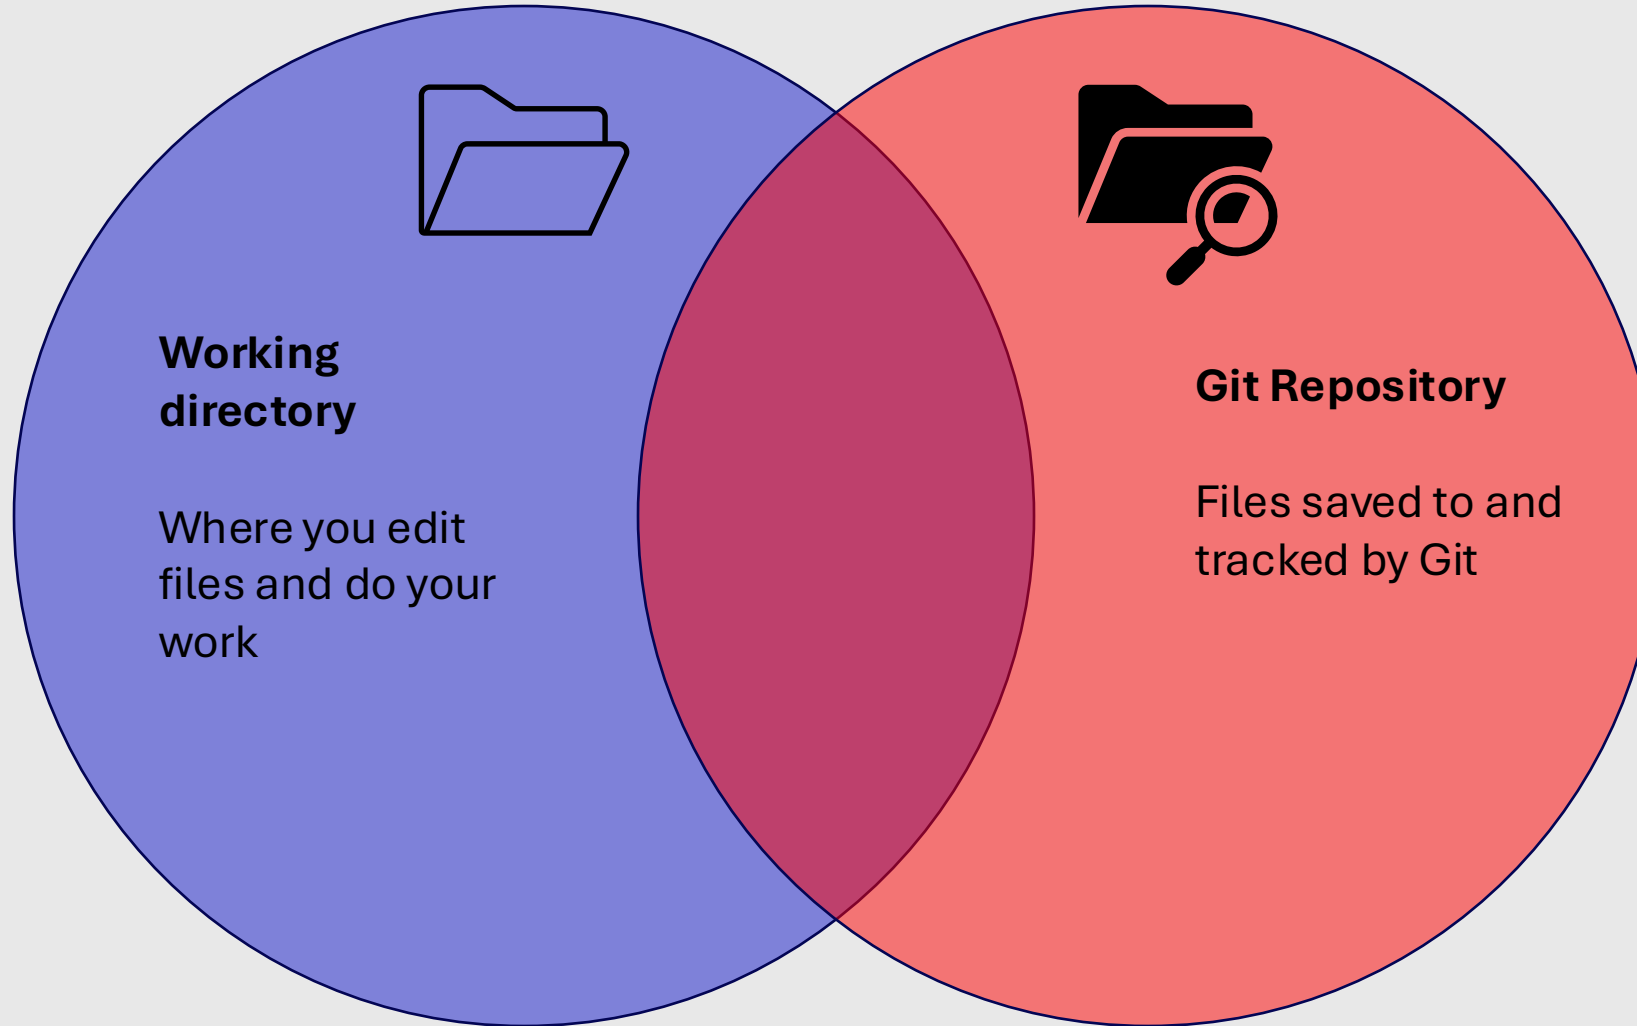 Working
directory
Where you edit
files and do your
work
Git Repository
Files saved to and
tracked by Git